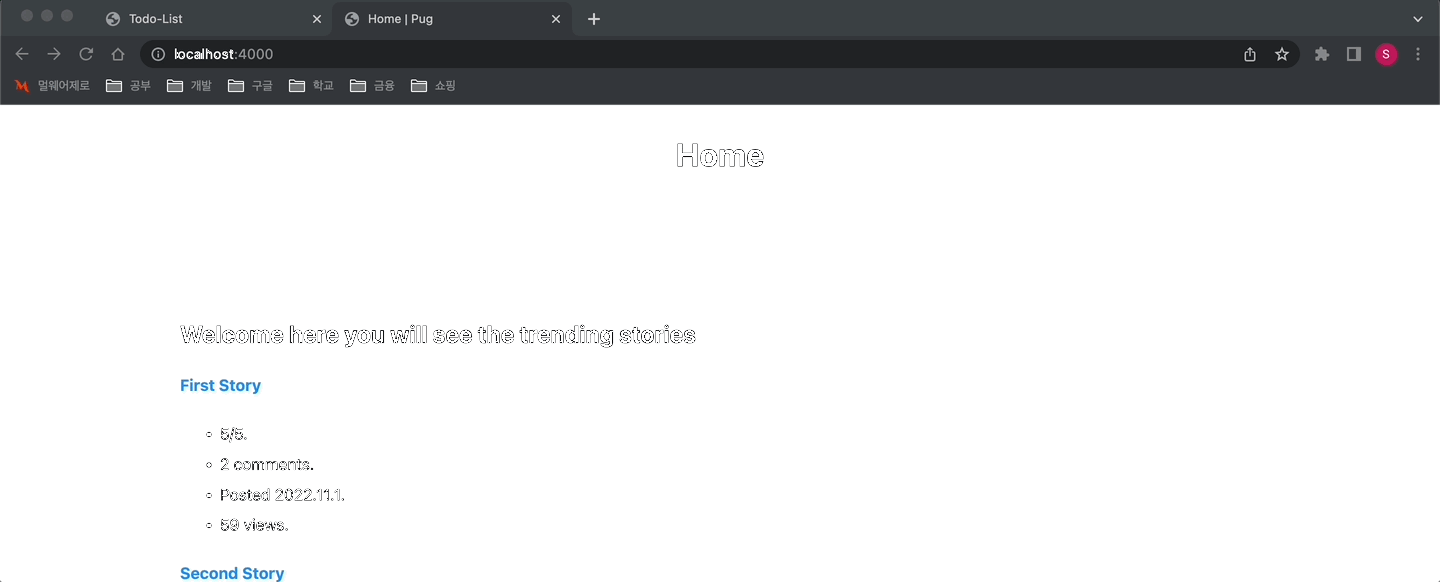 Todo-List
Home | Pug
localhost:4000
S
멀웨어제로 공부 개발 구글 학교 금융 쇼핑
Home
Welcome here you will see the trending stories
First Story
5/5.
2 comments.
Posted 2022.11.1.
59 views.
Second Story